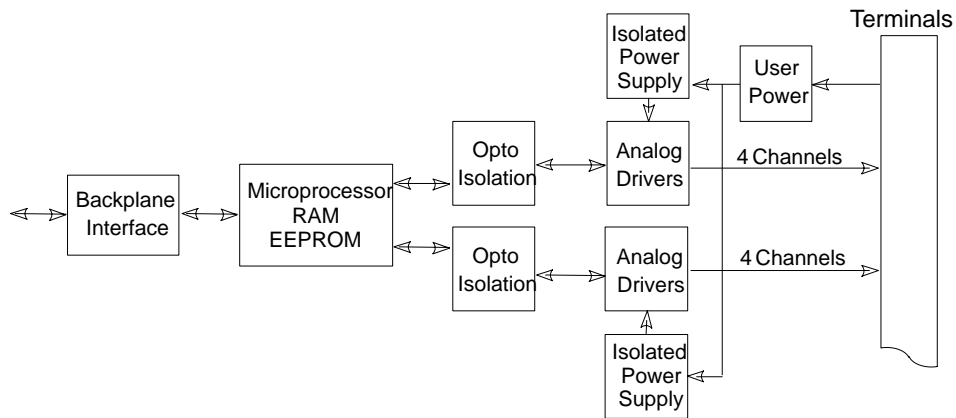 Terminals
Isolated
Power
Supply
User
Power
Opto
Isolation
Analog
Drivers
4 Channels
Backplane
Interface
Microprocessor
RAM
EEPROM
Opto
Isolation
Analog
Drivers
4 Channels
Isolated
Power
Supply